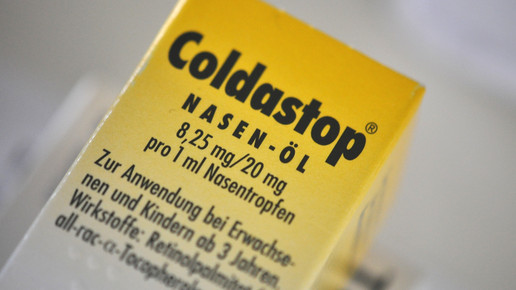 Coldastop®
NASEN-ÖL
8,25 mg/20 mg
pro 1 ml Nasentropfen
Zur Anwendung bei Erwachse-
nen und Kindern ab 3 Jahren.
Wirkstoffe: Retinolpalmitat
all-rac-α-Tocopherol